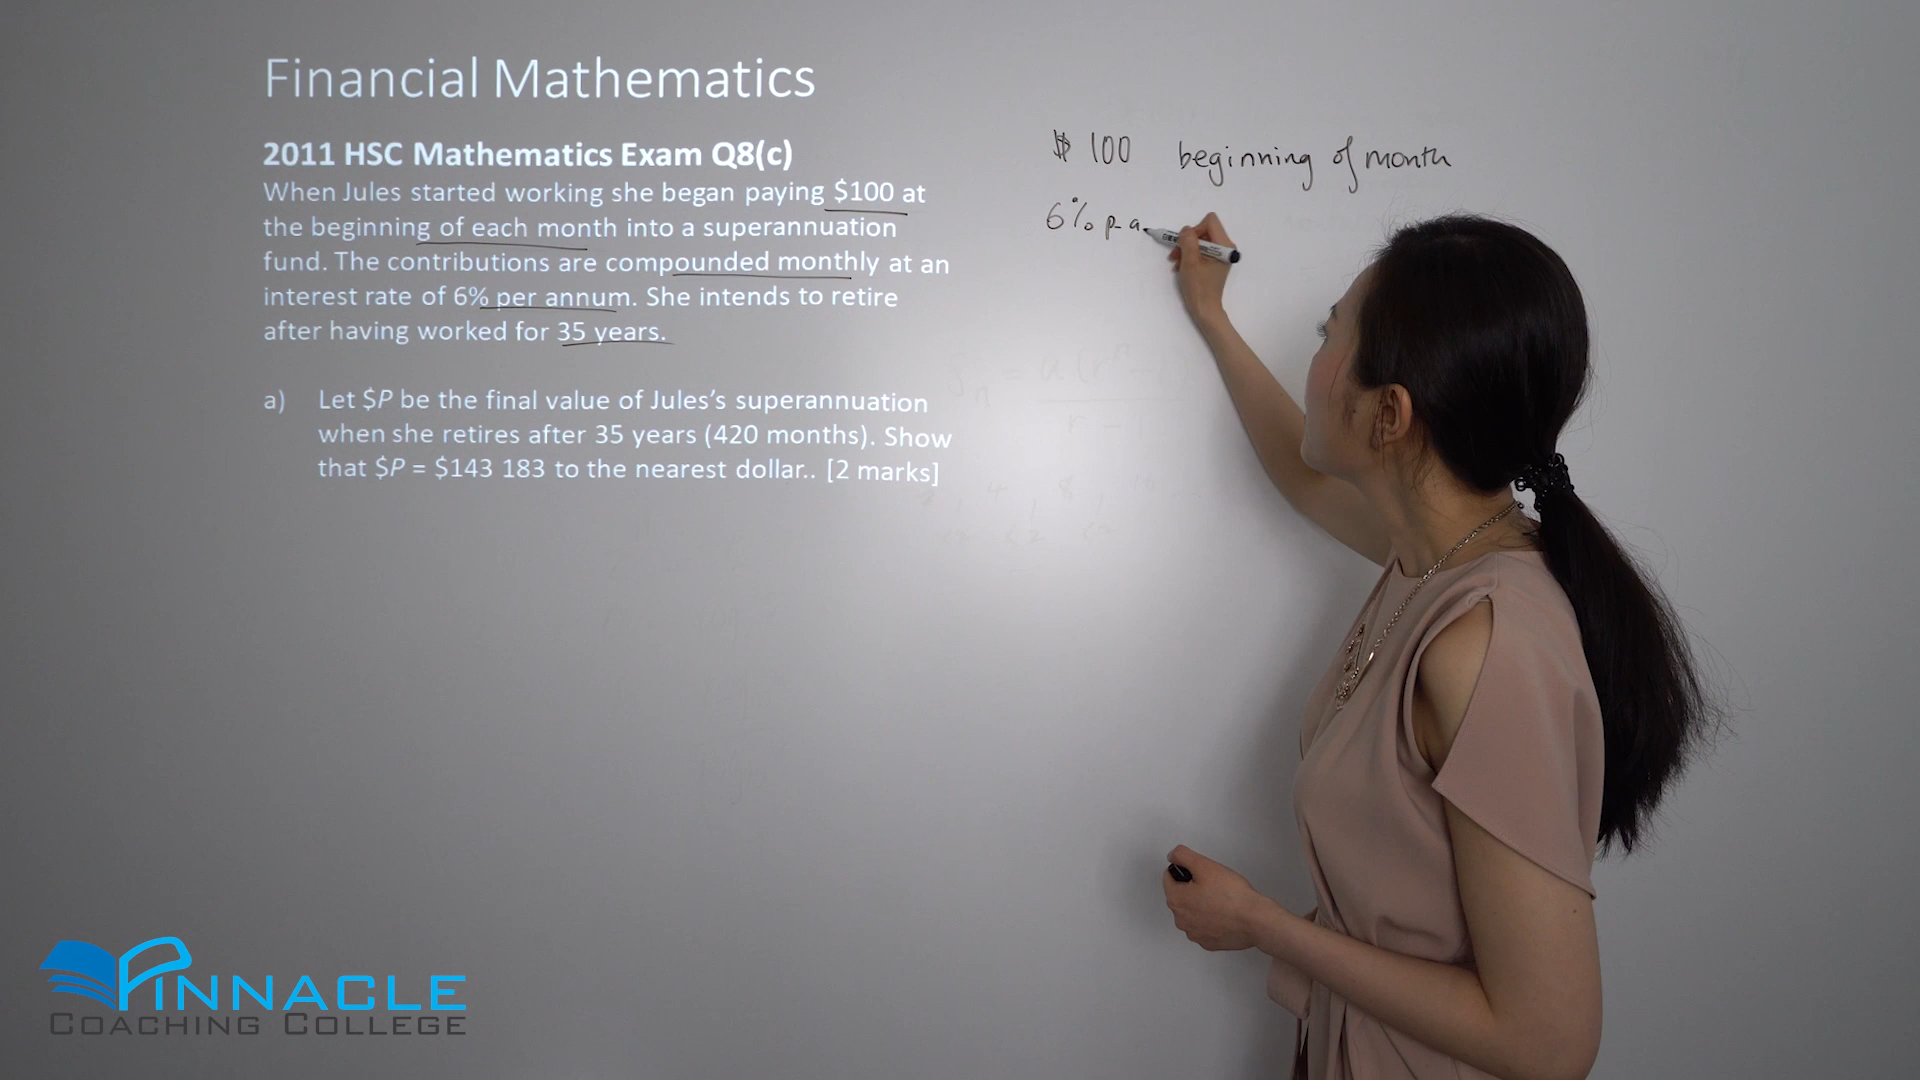 Financial Mathematics
2011 HSC Mathematics Exam Q8(c)
When Jules started working she began paying $100 at
the beginning of each month into a superannuation
fund. The contributions are compounded monthly at an
interest rate of 6% per annum. She intends to retire
after having worked for 35 years.
a) Let $P be the final value of Jules's superannuation
when she retires after 35 years (420 months). Show
that $P = $143 183 to the nearest dollar.. [2 marks]
$ 100 beginning of month
6% p.a.
PINNACLE
COACHING COLLEGE